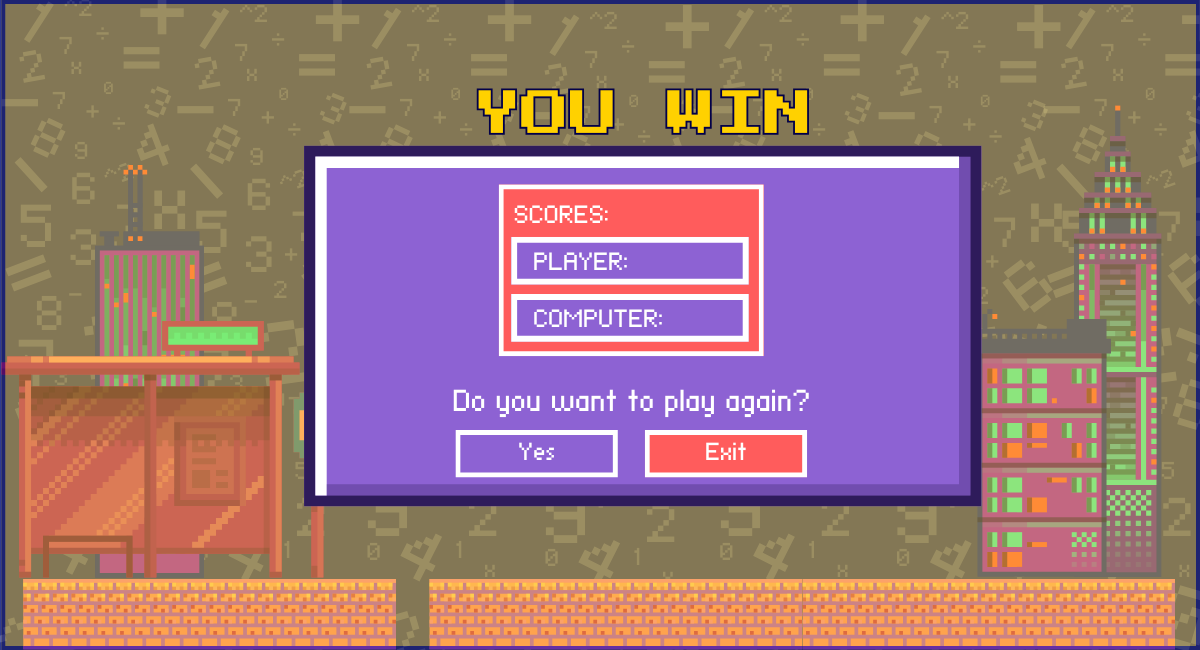 YOU WIN
SCORES:
PLAYER:
COMPUTER:
Do you want to play again?
Yes
Exit